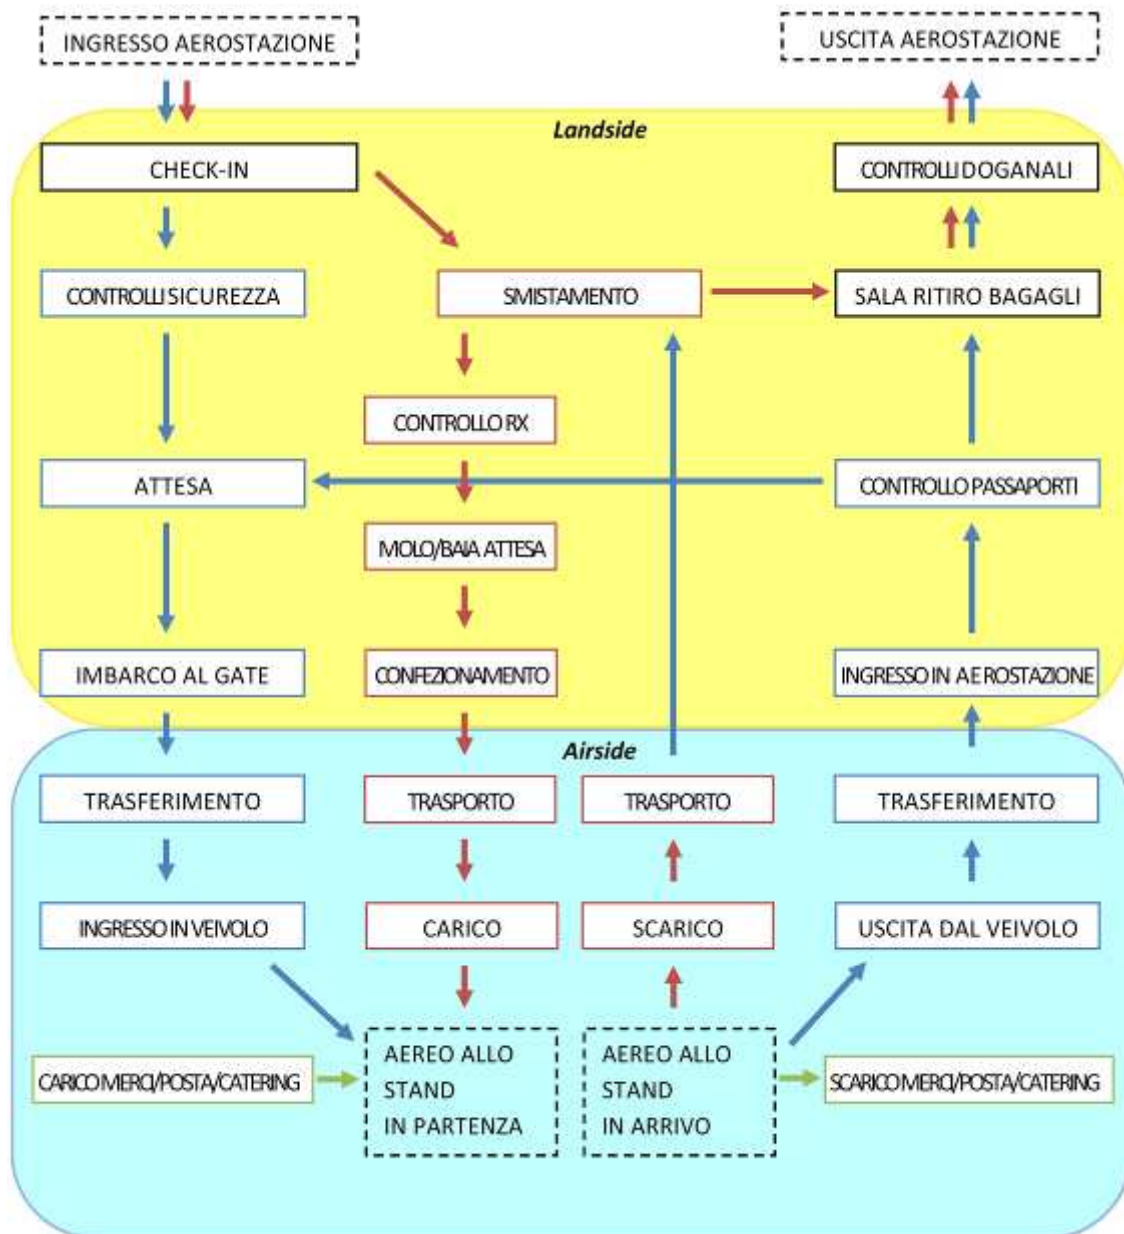 INGRESSO AEROSTAZIONE
USCITA AEROSTAZIONE
Landside
CHECK-IN
CONTROLLI DOGANALI
CONTROLLI SICUREZZA
SMISTAMENTO
SALA RITIRO BAGAGLI
CONTROLLO RX
ATTESA
CONTROLLO PASSAPORTI
MOLO/BAIA ATTESA
IMBARCO AL GATE
CONFEZIONAMENTO
INGRESSO IN AEROSTAZIONE
Airside
TRASFERIMENTO
TRASPORTO
TRASPORTO
TRASFERIMENTO
INGRESSO IN VEIVOLO
CARICO
SCARICO
USCITA DAL VEIVOLO
CARICO MERCI/POSTA/CATERING
AEREO ALLO
STAND
IN PARTENZA
AEREO ALLO
STAND
IN ARRIVO
SCARICO MERCI/POSTA/CATERING